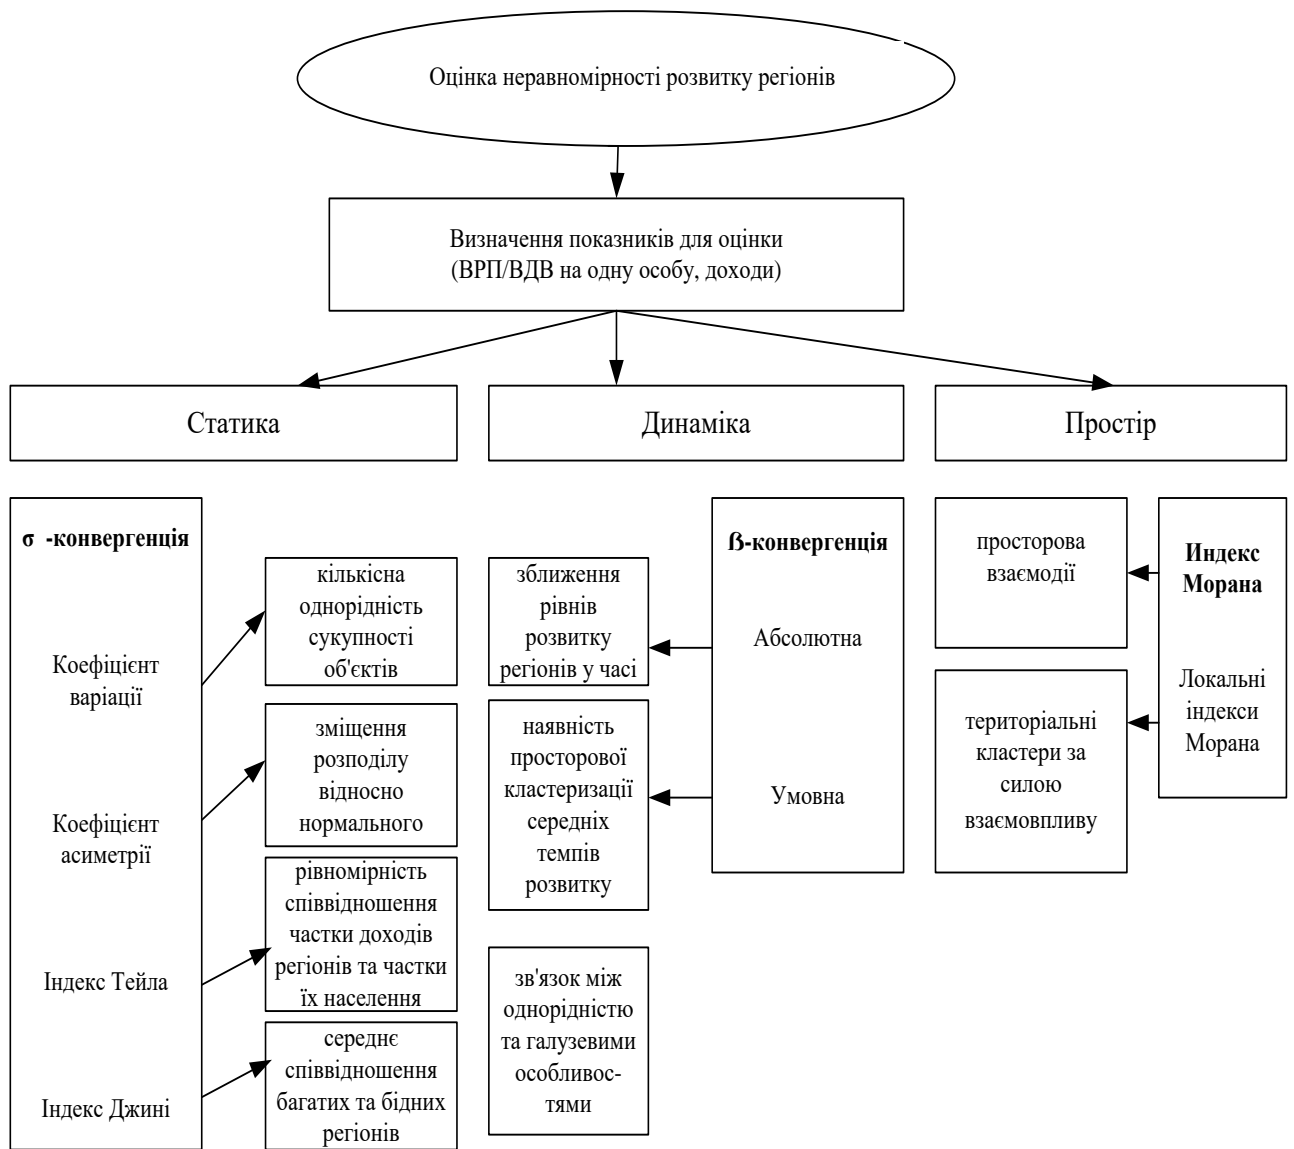 Оцінка неравномірності розвитку регіонів
Визначення показників для оцінки
(ВРП/ВДВ на одну особу, доходи)
Статика
Динаміка
Простір
σ -конвергенція
Коефіцієнт
варіації
Коефіцієнт
асиметрії
Індекс Тейла
Індекс Джині
кількісна
однорідність
сукупності
об'єктів
зміщення
розподілу
відносно
нормального
рівномірність
співвідношення
частки доходів
регіонів та частки
їх населення
середнє
співвідношення
багатих та бідних
регіонів
зближення
рівнів
розвитку
регіонів у часі
наявність
просторової
кластеризації
середніх
темпів
розвитку
зв'язок між
однорідністю
та галузевими
особливос-
тями
ß-конвергенція
Абсолютна
Умовна
просторова
взаємодії
територіальні
кластери за
силою
взаємовпливу
Индекс
Морана
Локальні
індекси
Морана